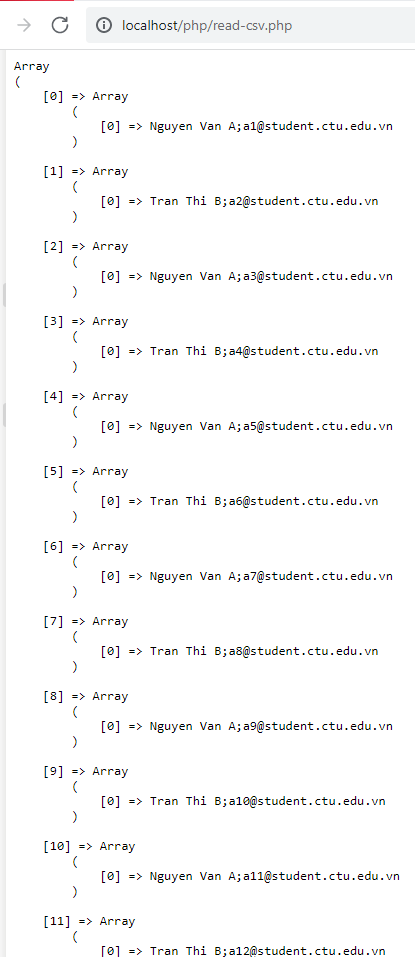 localhost/php/read-csv.php
Array
(
[0] => Array
(
[0] => Nguyen Van A;a1@student.ctu.edu.vn
)
[1] => Array
(
[0] => Tran Thi B;a2@student.ctu.edu.vn
)
[2] => Array
(
[0] => Nguyen Van A;a3@student.ctu.edu.vn
)
[3] => Array
(
[0] => Tran Thi B;a4@student.ctu.edu.vn
)
[4] => Array
(
[0] => Nguyen Van A;a5@student.ctu.edu.vn
)
[5] => Array
(
[0] => Tran Thi B;a6@student.ctu.edu.vn
)
[6] => Array
(
[0] => Nguyen Van A;a7@student.ctu.edu.vn
)
[7] => Array
(
[0] => Tran Thi B;a8@student.ctu.edu.vn
)
[8] => Array
(
[0] => Nguyen Van A;a9@student.ctu.edu.vn
)
[9] => Array
(
[0] => Tran Thi B;a10@student.ctu.edu.vn
)
[10] => Array
(
[0] => Nguyen Van A;a11@student.ctu.edu.vn
)
[11] => Array
(
[0] => Tran Thi B;a12@student.ctu.edu.vn